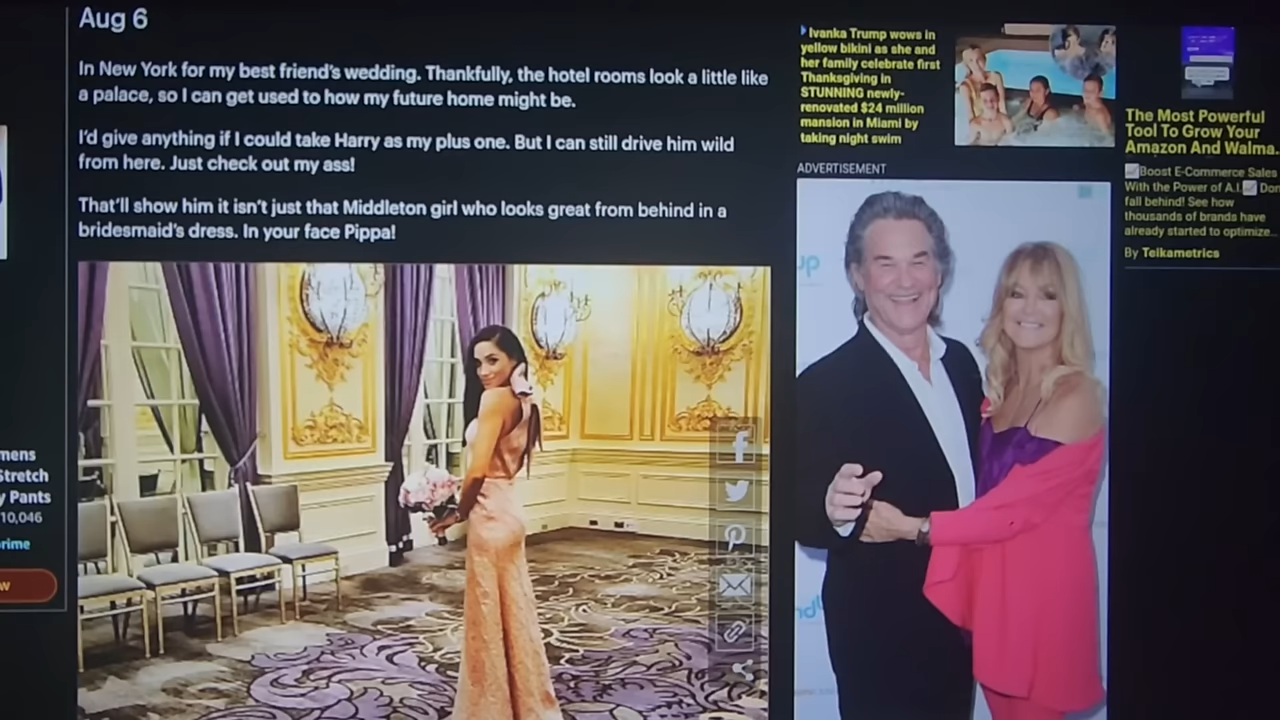 Aug 6
In New York for my best friend's wedding. Thankfully, the hotel rooms look a little like
a palace, so I can get used to how my future home might be.
I'd give anything if I could take Harry as my plus one. But I can still drive him wild
from here. Just check out my ass!
That'll show him it isn't just that Middleton girl who looks great from behind in a
bridesmaid's dress. In your face Pippa!
mens
Stretch
y Pants
10,046
rime
w
Ivanka Trump wows in
yellow bikini as she and
her family celebrate first
Thanksgiving in
STUNNING newly-
renovated $24 million
mansion in Miami by
taking night swim
ADVERTISEMENT
up
nd
The Most Powerful
Tool To Grow Your
Amazon And Walma...
Boost E-Commerce Sales
With the Power of A.I. Don
fall behind! See how
thousands of brands have
already started to optimize...
By Teikametrics